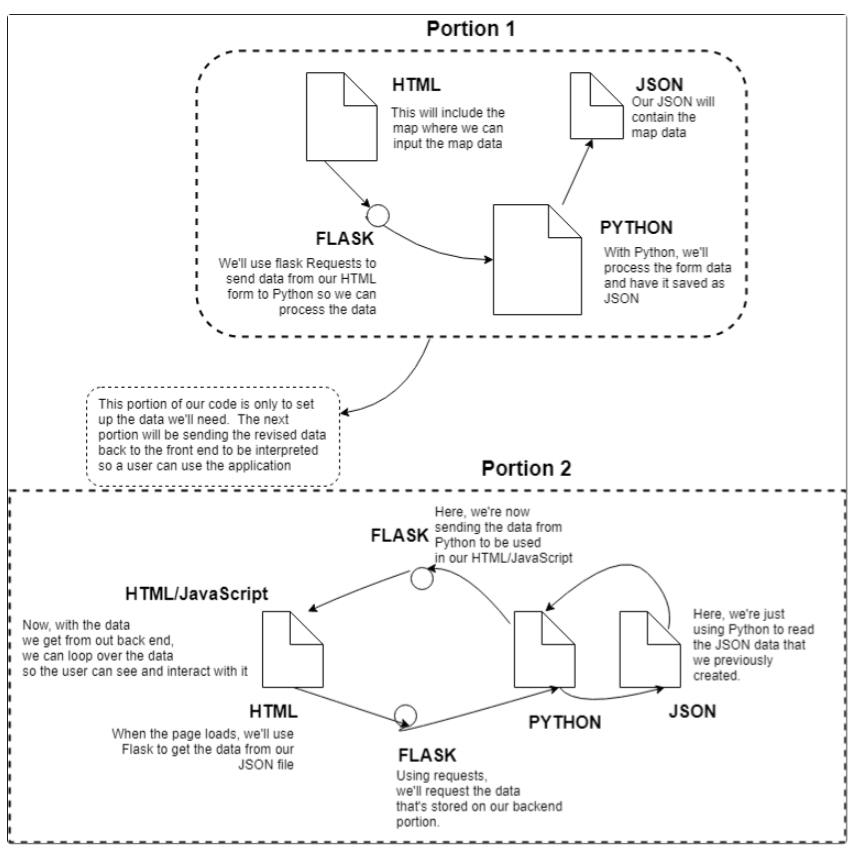 Portion 1
HTML
This will include the
map where we can
input the map data
JSON
Our JSON will
contain the
map data
FLASK
We'll use flask Requests to
send data from our HTML
form to Python so we can
process the data
PYTHON
With Python, we'll
process the form data
and have it saved as
JSON
This portion of our code is only to set
up the data we'll need. The next
portion will be sending the revised data
back to the front end to be interpreted
so a user can use the application
Portion 2
FLASK
Here, we're now
sending the data from
Python to be used
in our HTML/JavaScript
HTML/JavaScript
Now, with the data
we get from out back end,
we can loop over the data
so the user can see and interact with it
Here, we're just
using Python to read
the JSON data that
we previously
created.
HTML
When the page loads, we'll use
Flask to get the data from our
JSON file
FLASK
Using requests,
we'll request the data
that's stored on our backend
portion.
PYTHON
JSON